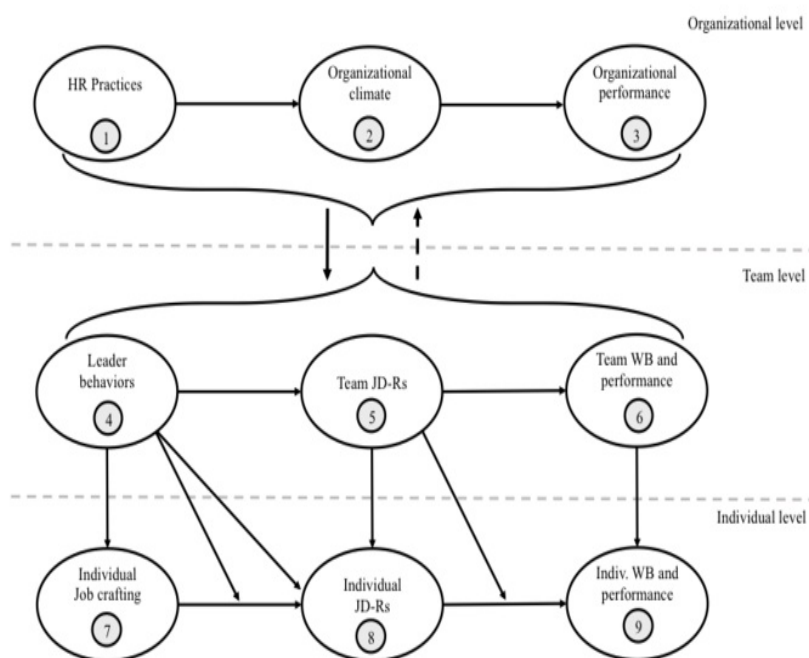 Organizational level
HR Practices
1
Organizational
climate
2
Organizational
performance
3
Team level
Leader
behaviors
4
Team JD-Rs
5
Team WB and
performance
6
Individual level
Individual
Job crafting
7
Individual
JD-Rs
8
Indiv. WB and
performance
9